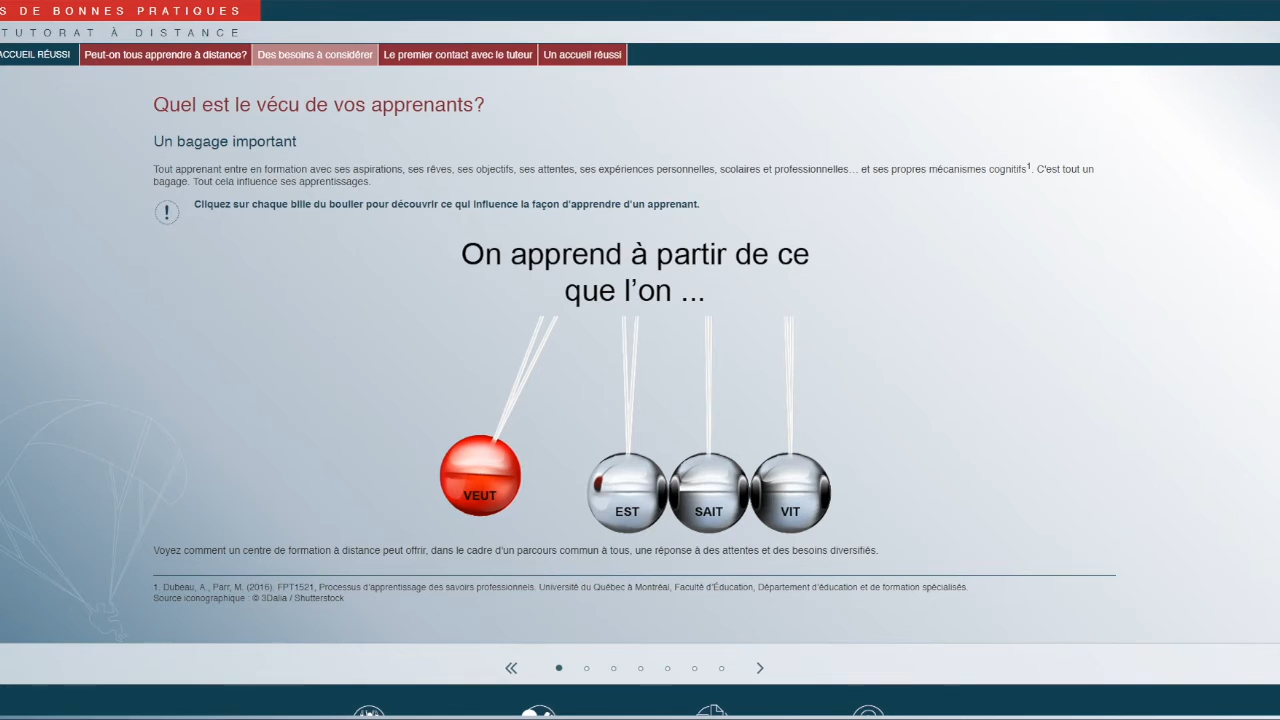 S DE BONNES PRATIQUES
TUTORAT À DISTANCE
ACCUEIL RÉUSSI
Peut-on tous apprendre à distance?
Des besoins à considérer
Le premier contact avec le tuteur
Un accueil réussi
Quel est le vécu de vos apprenants?
Un bagage important
Tout apprenant entre en formation avec ses aspirations, ses rêves, ses objectifs, ses attentes, ses expériences personnelles, scolaires et professionnelles… et ses propres mécanismes cognitifs1. C'est tout un
bagage. Tout cela influence ses apprentissages.
Cliquez sur chaque bille du boulier pour découvrir ce qui influence la façon d'apprendre d'un apprenant.
On apprend à partir de ce
que l'on ...
VEUT
EST
SAIT
VIT
Voyez comment un centre de formation à distance peut offrir, dans le cadre d'un parcours commun à tous, une réponse à des attentes et des besoins diversifiés.
1. Dubeau, A., Parr, M. (2016). FPT1521, Processus d'apprentissage des savoirs professionnels. Université du Québec à Montréal, Faculté d'Éducation, Département d'éducation et de formation spécialisés.
Source iconographique : © 3Dalia / Shutterstock